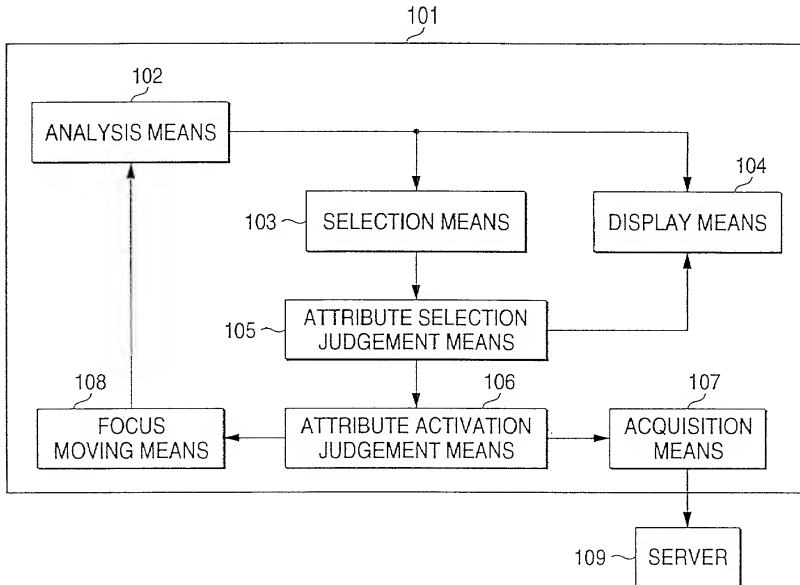 101
102
ANALYSIS MEANS
103
SELECTION MEANS
104
DISPLAY MEANS
105
ATTRIBUTE SELECTION
JUDGEMENT MEANS
108
FOCUS
MOVING MEANS
106
ATTRIBUTE ACTIVATION
JUDGEMENT MEANS
107
ACQUISITION
MEANS
109
SERVER